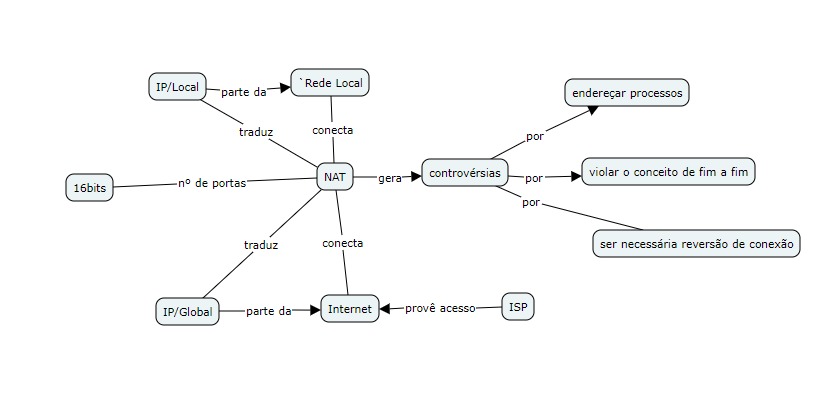 IP/Local
parte da
`Rede Local
endereçar processos
traduz
conecta
por
16bits
nº de portas
NAT
gera
controvérsias
por
violar o conceito de fim a fim
por
traduz
conecta
ser necessária reversão de conexão
IP/Global
parte da
Internet
provê acesso
ISP